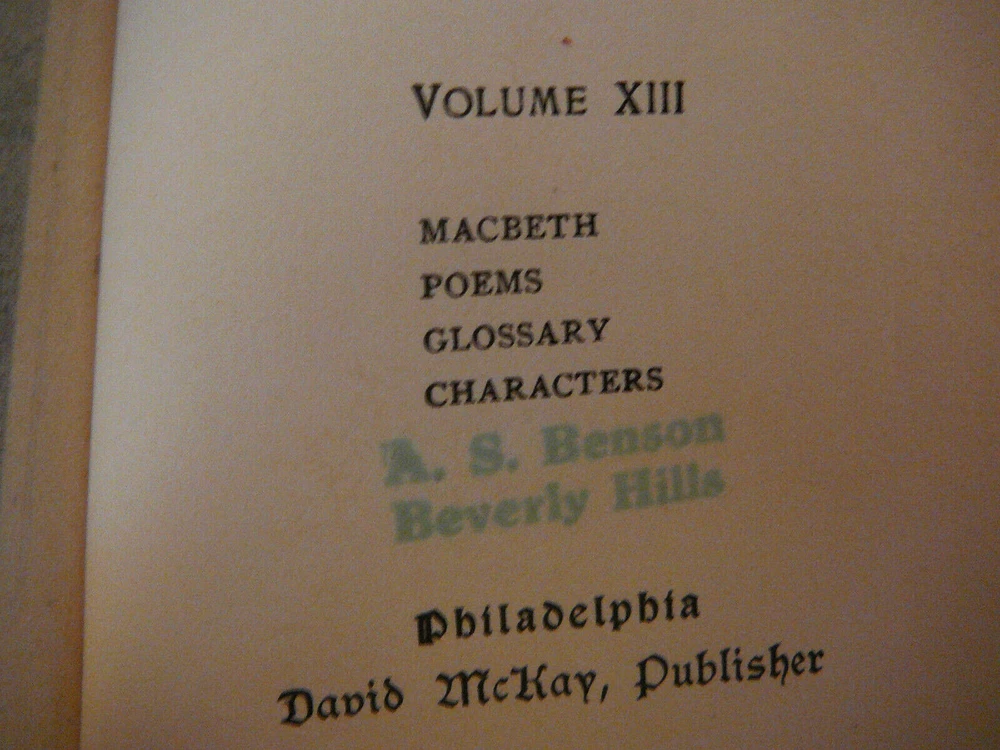 VOLUME XIII
MACBETH
POEMS
GLOSSARY
CHARACTERS
A. S. Benson
Beverly Hills
Philadelphia
David McKay, Publisher